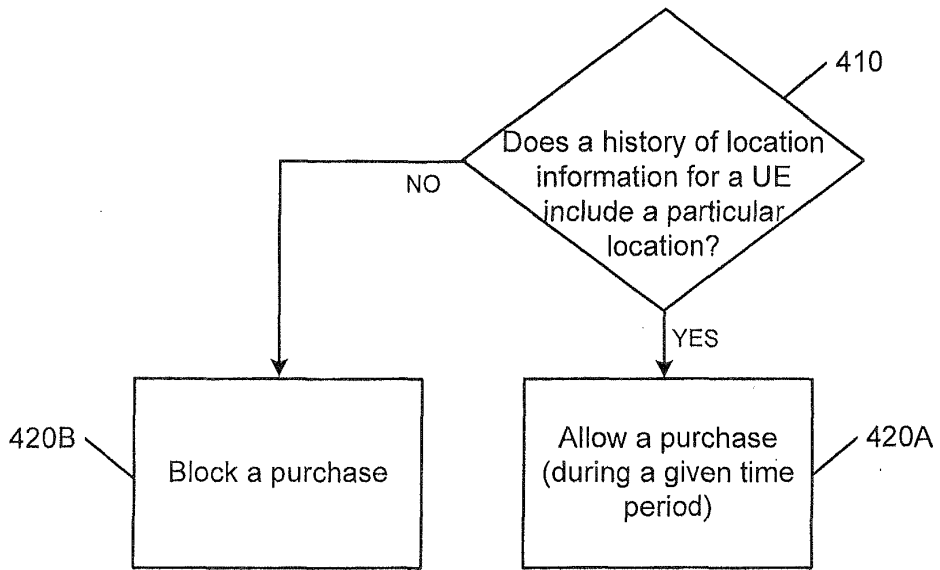 410
Does a history of location
information for a UE
include a particular
location?
NO
YES
420B
Block a purchase
Allow a purchase
(during a given time
period)
420A